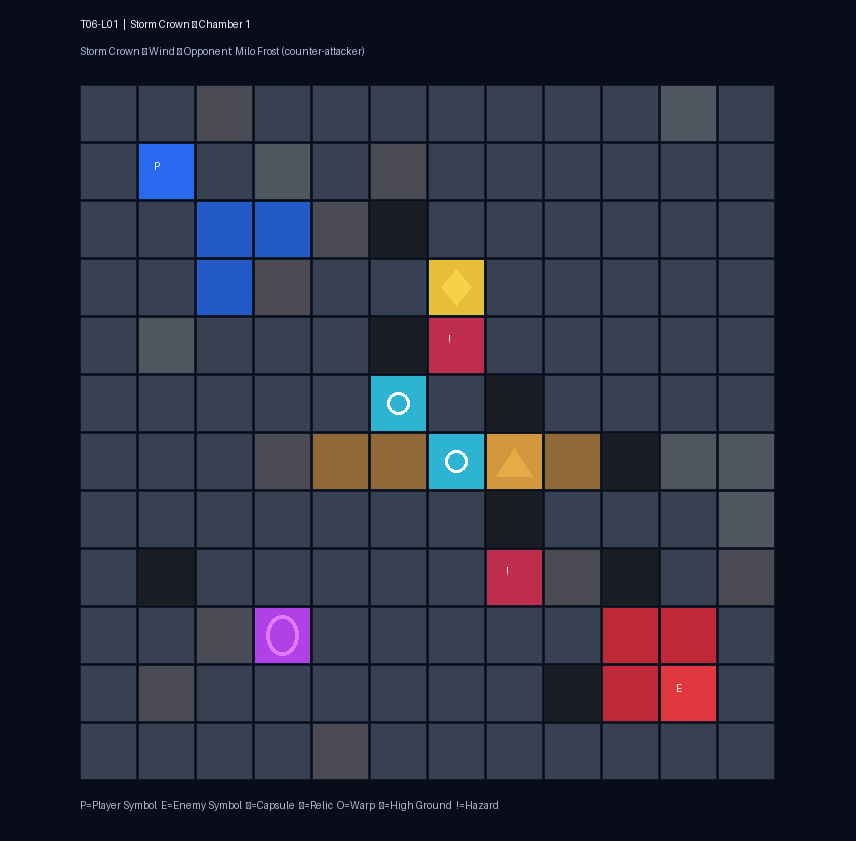 T06-L01 | Storm Crown � Chamber 1
Storm Crown � Wind � Opponent: Milo Frost (counter-attacker)
P
!
!
E
P=Player Symbol E=Enemy Symbol �=Capsule �=Relic O=Warp �=High Ground !=Hazard